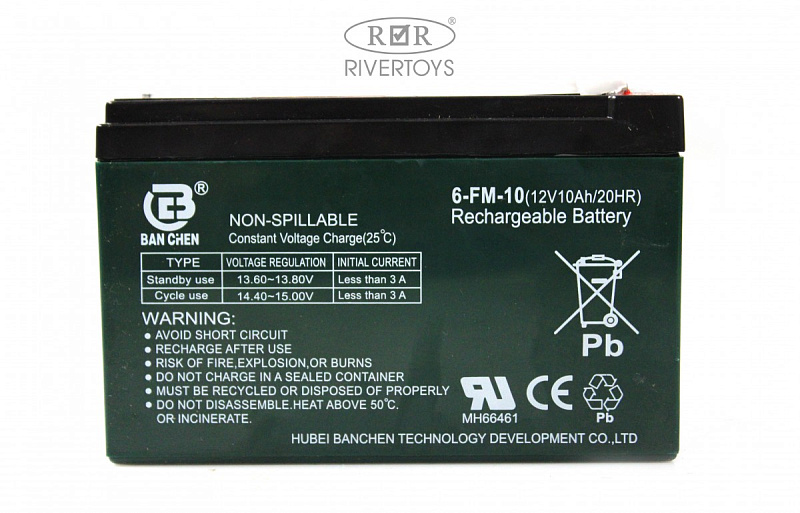 RR®
RIVERTOYS
®
BAN CHEN
NON-SPILLABLE
Constant Voltage Charge(25℃)
6-FM-10(12V10Ah/20HR)
Rechargeable Battery
TYPE VOLTAGE REGULATION INITIAL CURRENT
Standby use 13.60~13.80V Less than 3 A
Cycle use 14.40~15.00V Less than 3 A
WARNING:
● AVOID SHORT CIRCUIT
● RECHARGE AFTER USE
● RISK OF FIRE,EXPLOSION,OR BURNS
● DO NOT CHARGE IN A SEALED CONTAINER
● MUST BE RECYCLED OR DISPOSED OF PROPERLY
● DO NOT DISASSEMBLE.HEAT ABOVE 50℃.
OR INCINERATE.
Pb
MH66461
CE
Pb
HUBEI BANCHEN TECHNOLOGY DEVELOPMENT CO.,LTD